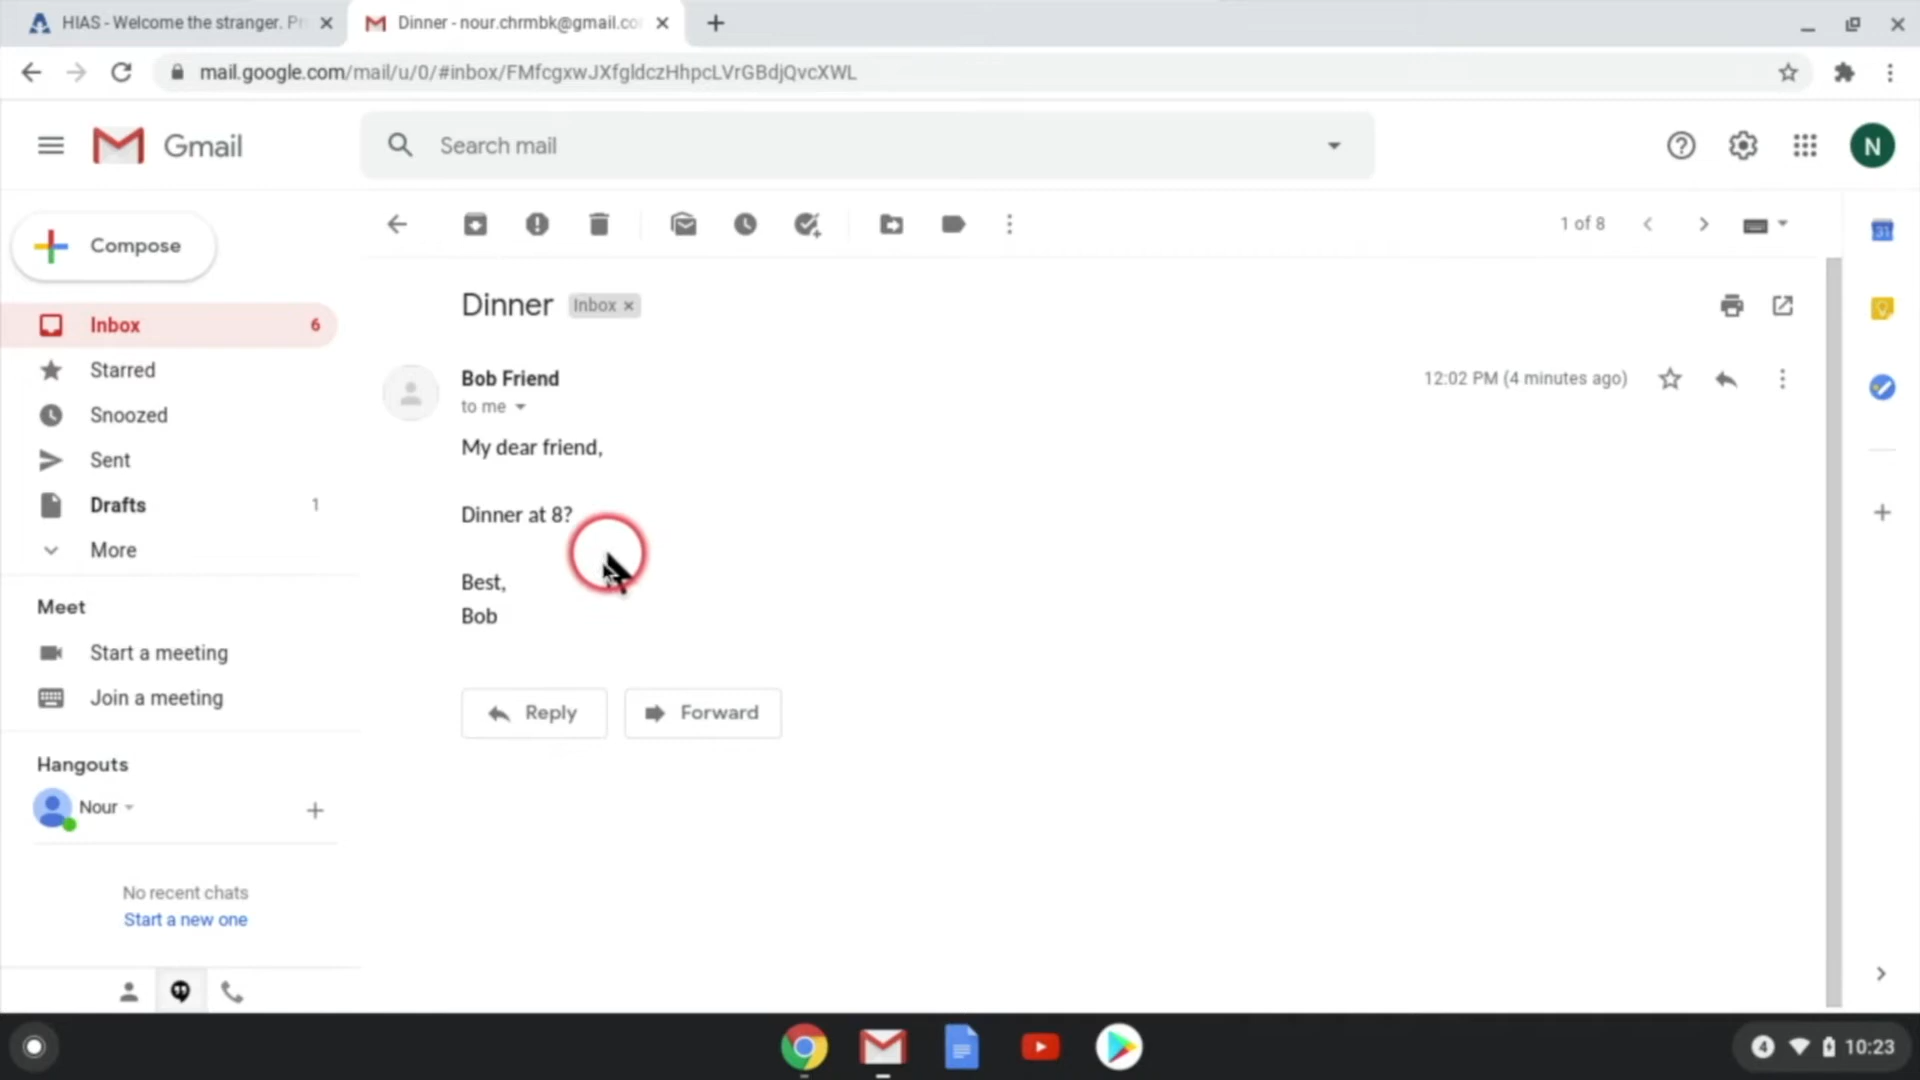 HIAS - Welcome the stranger. Pr
Dinner - nour.chrmbk@gmail.co
mail.google.com/mail/u/0/#inbox/FMfcgxwJXfgldczHhpcLVrGBdjQvcXWL
Gmail
Search mail
N
Compose
1 of 8
31
Inbox 6
Starred
Snoozed
Sent
Drafts 1
More
Meet
Start a meeting
Join a meeting
Hangouts
Nour
No recent chats
Start a new one
Dinner Inbox ×
Bob Friend
12:02 PM (4 minutes ago)
to me
My dear friend,
Dinner at 8?
Best,
Bob
Reply
Forward
4 10:23